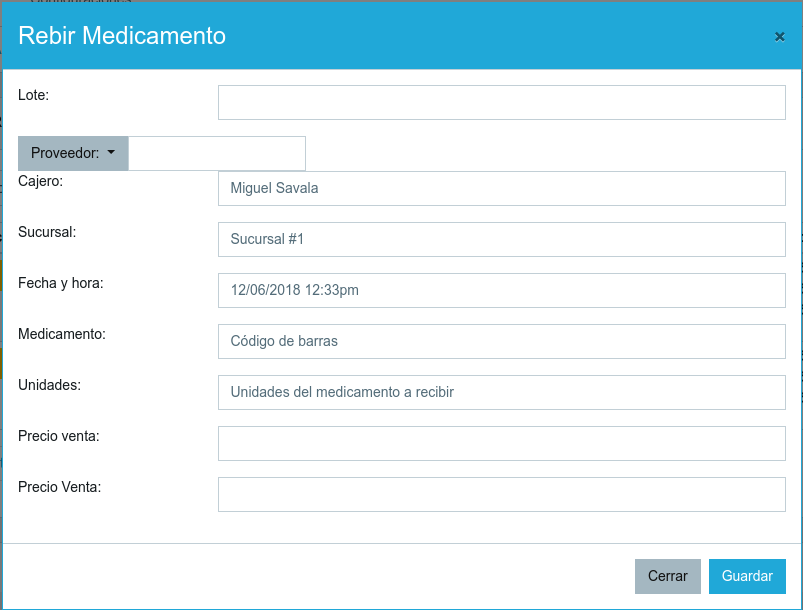 Rebir Medicamento
×
Lote:
Proveedor:
Cajero: Miguel Savala
Sucursal: Sucursal #1
Fecha y hora: 12/06/2018 12:33pm
Medicamento: Código de barras
Unidades: Unidades del medicamento a recibir
Precio venta:
Precio Venta:
Cerrar Guardar